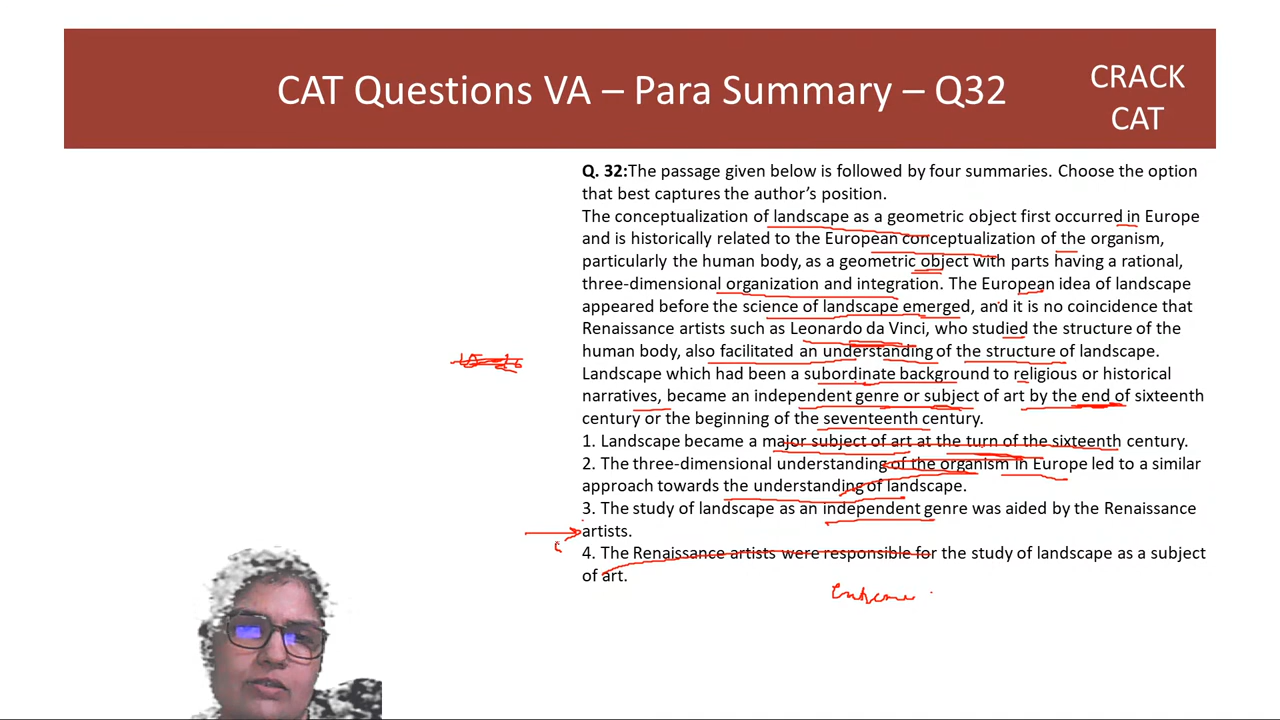 CAT Questions VA – Para Summary – Q32
CRACK
CAT
Q. 32:The passage given below is followed by four summaries. Choose the option
that best captures the author’s position.
The conceptualization of landscape as a geometric object first occurred in Europe
and is historically related to the European conceptualization of the organism,
particularly the human body, as a geometric object with parts having a rational,
three-dimensional organization and integration. The European idea of landscape
appeared before the science of landscape emerged, and it is no coincidence that
Renaissance artists such as Leonardo da Vinci, who studied the structure of the
human body, also facilitated an understanding of the structure of landscape.
Landscape which had been a subordinate background to religious or historical
narratives, became an independent genre or subject of art by the end of sixteenth
century or the beginning of the seventeenth century.
1. Landscape became a major subject of art at the turn of the sixteenth century.
2. The three-dimensional understanding of the organism in Europe led to a similar
approach towards the understanding of landscape.
3. The study of landscape as an independent genre was aided by the Renaissance
artists.
4. The Renaissance artists were responsible for the study of landscape as a subject
of art.